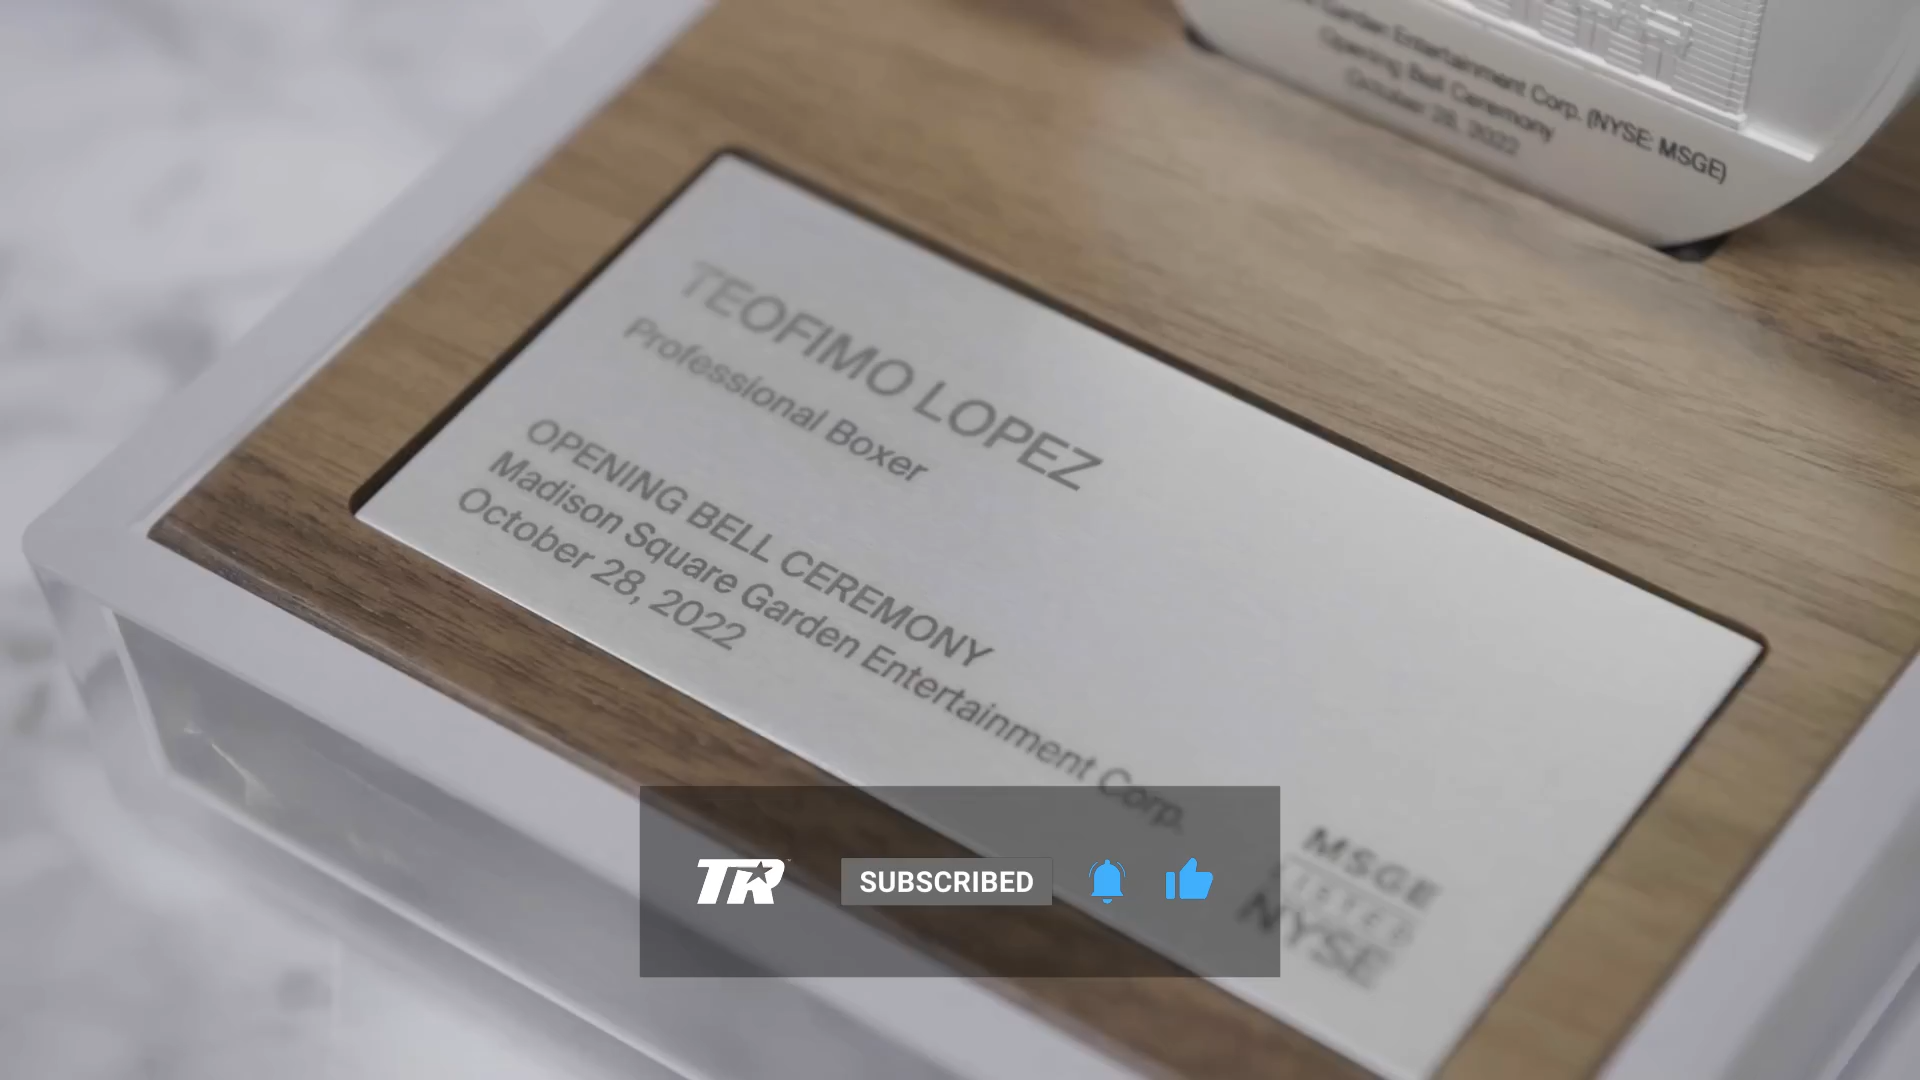 Garden Entertainment Corp. (NYSE: MSGE)
Opening Bell Ceremony
October 28, 2022
TEOFIMO LOPEZ
Professional Boxer
OPENING BELL CEREMONY
Madison Square Garden Entertainment Corp.
October 28, 2022
MSGE
LISTED
NYSE
TR
SUBSCRIBED